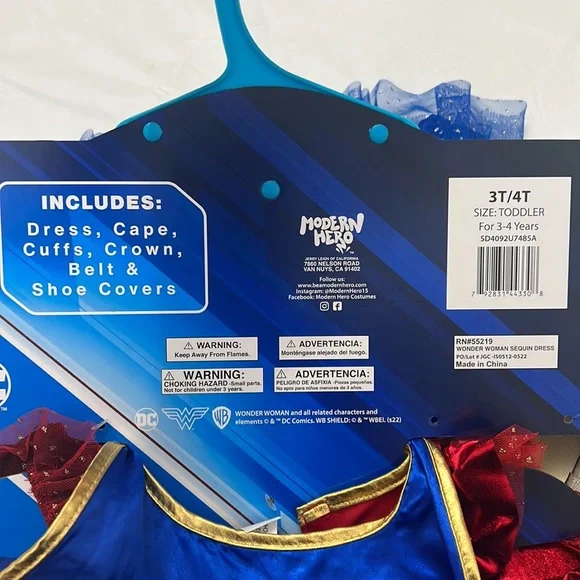 INCLUDES:
Dress, Cape,
Cuffs, Crown,
Belt &
Shoe Covers
MODERN
HERO
JERRY LEIGH OF CALIFORNIA
7860 NELSON ROAD
VAN NUYS, CA 91402
Follow us:
www.beamodernhero.com
Instagram: @ModernHero15
Facebook: Modern Hero Costumes
3T/4T
SIZE: TODDLER
For 3-4 Years
SD4092U7485A
7 92831 44330 8
RN#55219
WONDER WOMAN SEQUIN DRESS
PO/Lot # JGC-IS0512-0522
Made in China
WARNING:
Keep Away From Flames.
ADVERTENCIA:
Manténgase alejado del fuego.
WARNING:
CHOKING HAZARD -Small parts.
Not for children under 3 years.
ADVERTENCIA:
PELIGRO DE ASFIXIA -Piezas pequeñas.
No apto para niños menores de 3 años.
DC
WB
WONDER WOMAN and all related characters and
elements © & ™ DC Comics. WB SHIELD: © & ™ WBEI. (s22)